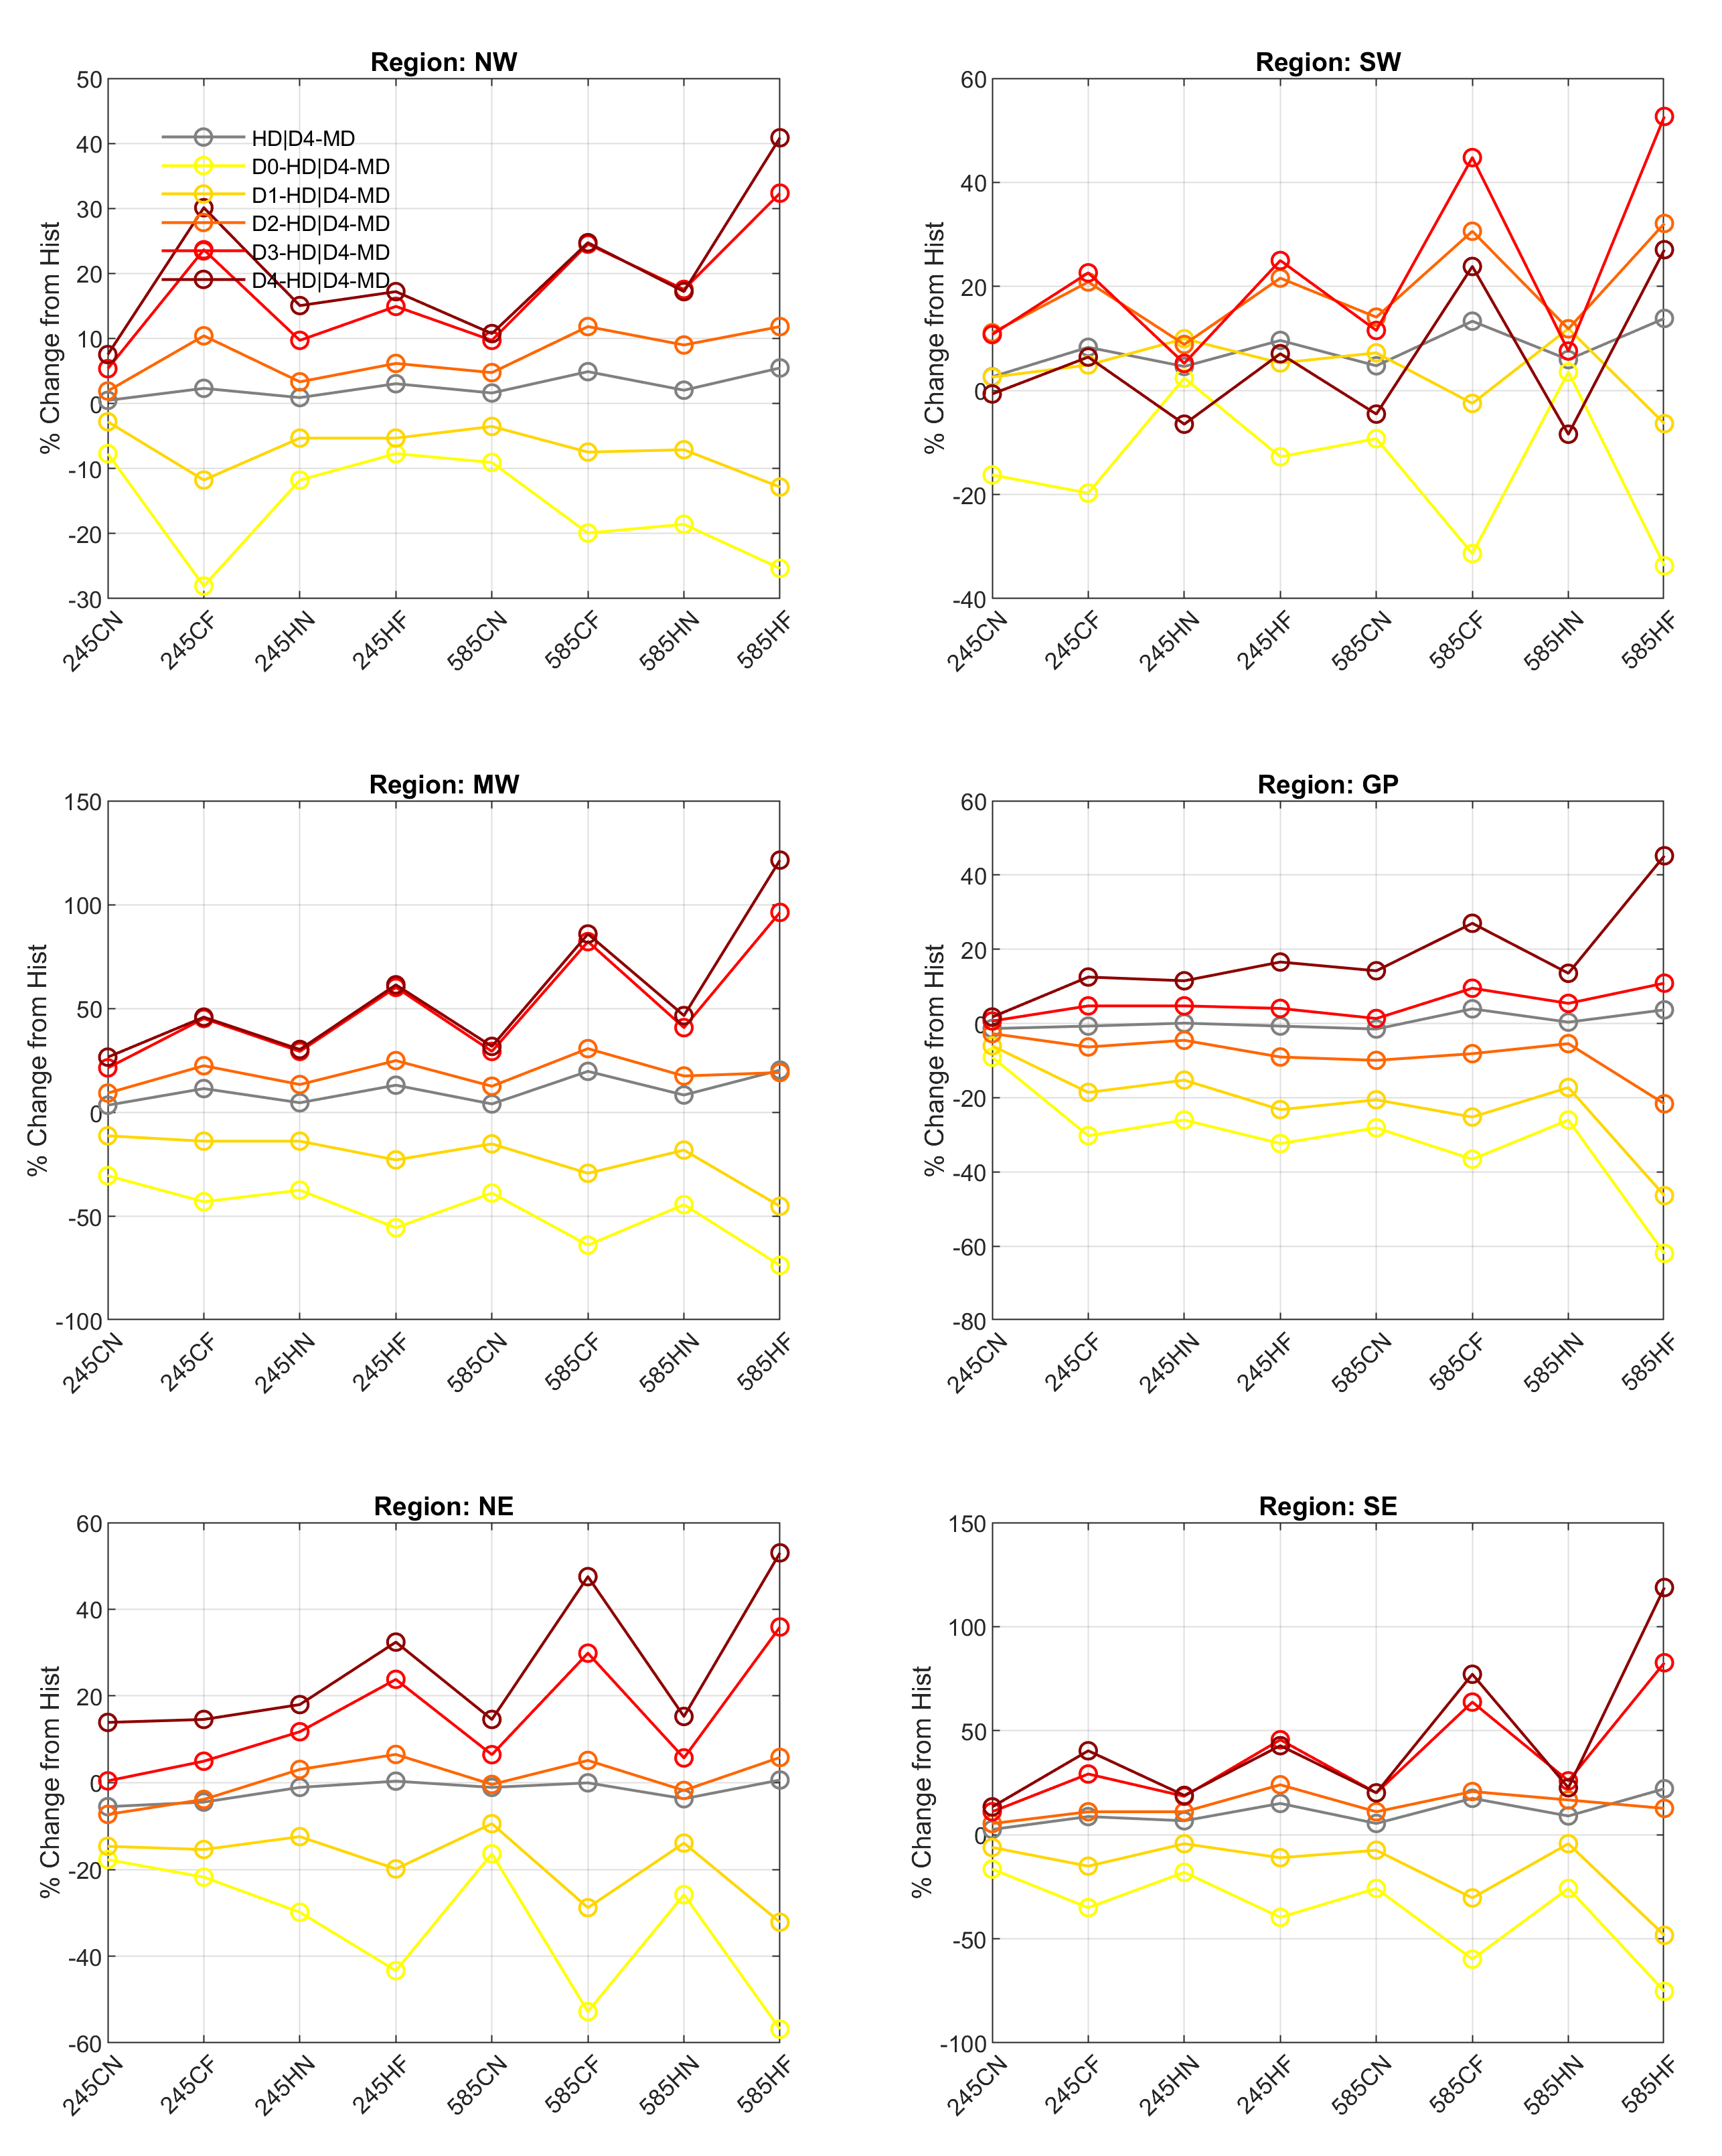 Region: NW
50
40
30
20
10
0
-10
-20
-30
% Change from Hist
HD|D4-MD
D0-HD|D4-MD
D1-HD|D4-MD
D2-HD|D4-MD
D3-HD|D4-MD
D4-HD|D4-MD
245CN
245CF
245HN
245HF
585CN
585CF
585HN
585HF
Region: SW
60
40
20
0
-20
-40
% Change from Hist
245CN
245CF
245HN
245HF
585CN
585CF
585HN
585HF
Region: MW
150
100
50
0
-50
-100
% Change from Hist
245CN
245CF
245HN
245HF
585CN
585CF
585HN
585HF
Region: GP
60
40
20
0
-20
-40
-60
-80
% Change from Hist
245CN
245CF
245HN
245HF
585CN
585CF
585HN
585HF
Region: NE
60
40
20
0
-20
-40
-60
% Change from Hist
245CN
245CF
245HN
245HF
585CN
585CF
585HN
585HF
Region: SE
150
100
50
0
-50
-100
% Change from Hist
245CN
245CF
245HN
245HF
585CN
585CF
585HN
585HF